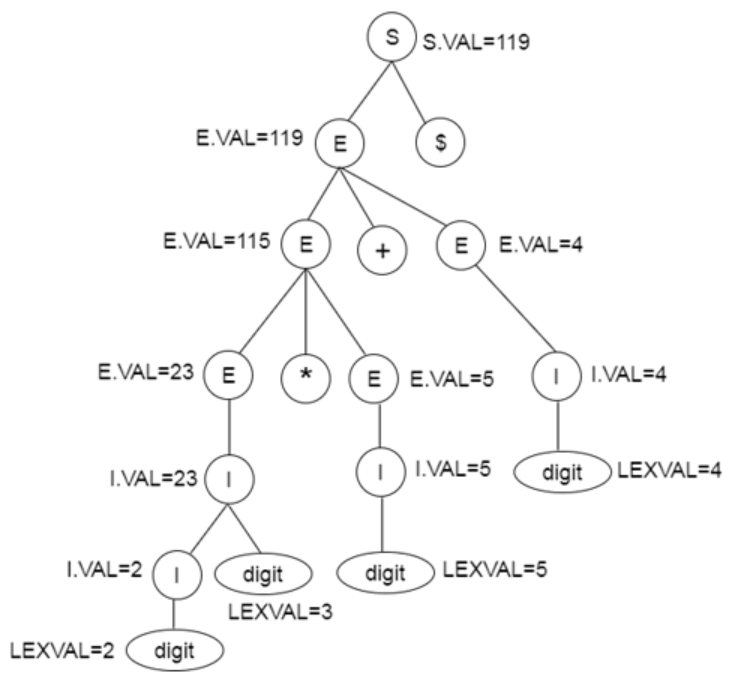 S S.VAL=119
E.VAL=119 E $
E.VAL=115 E + E E.VAL=4
E.VAL=23 E * E E.VAL=5 I I.VAL=4
I.VAL=23 I I I.VAL=5 digit LEXVAL=4
I.VAL=2 I digit digit LEXVAL=5
LEXVAL=3
LEXVAL=2 digit